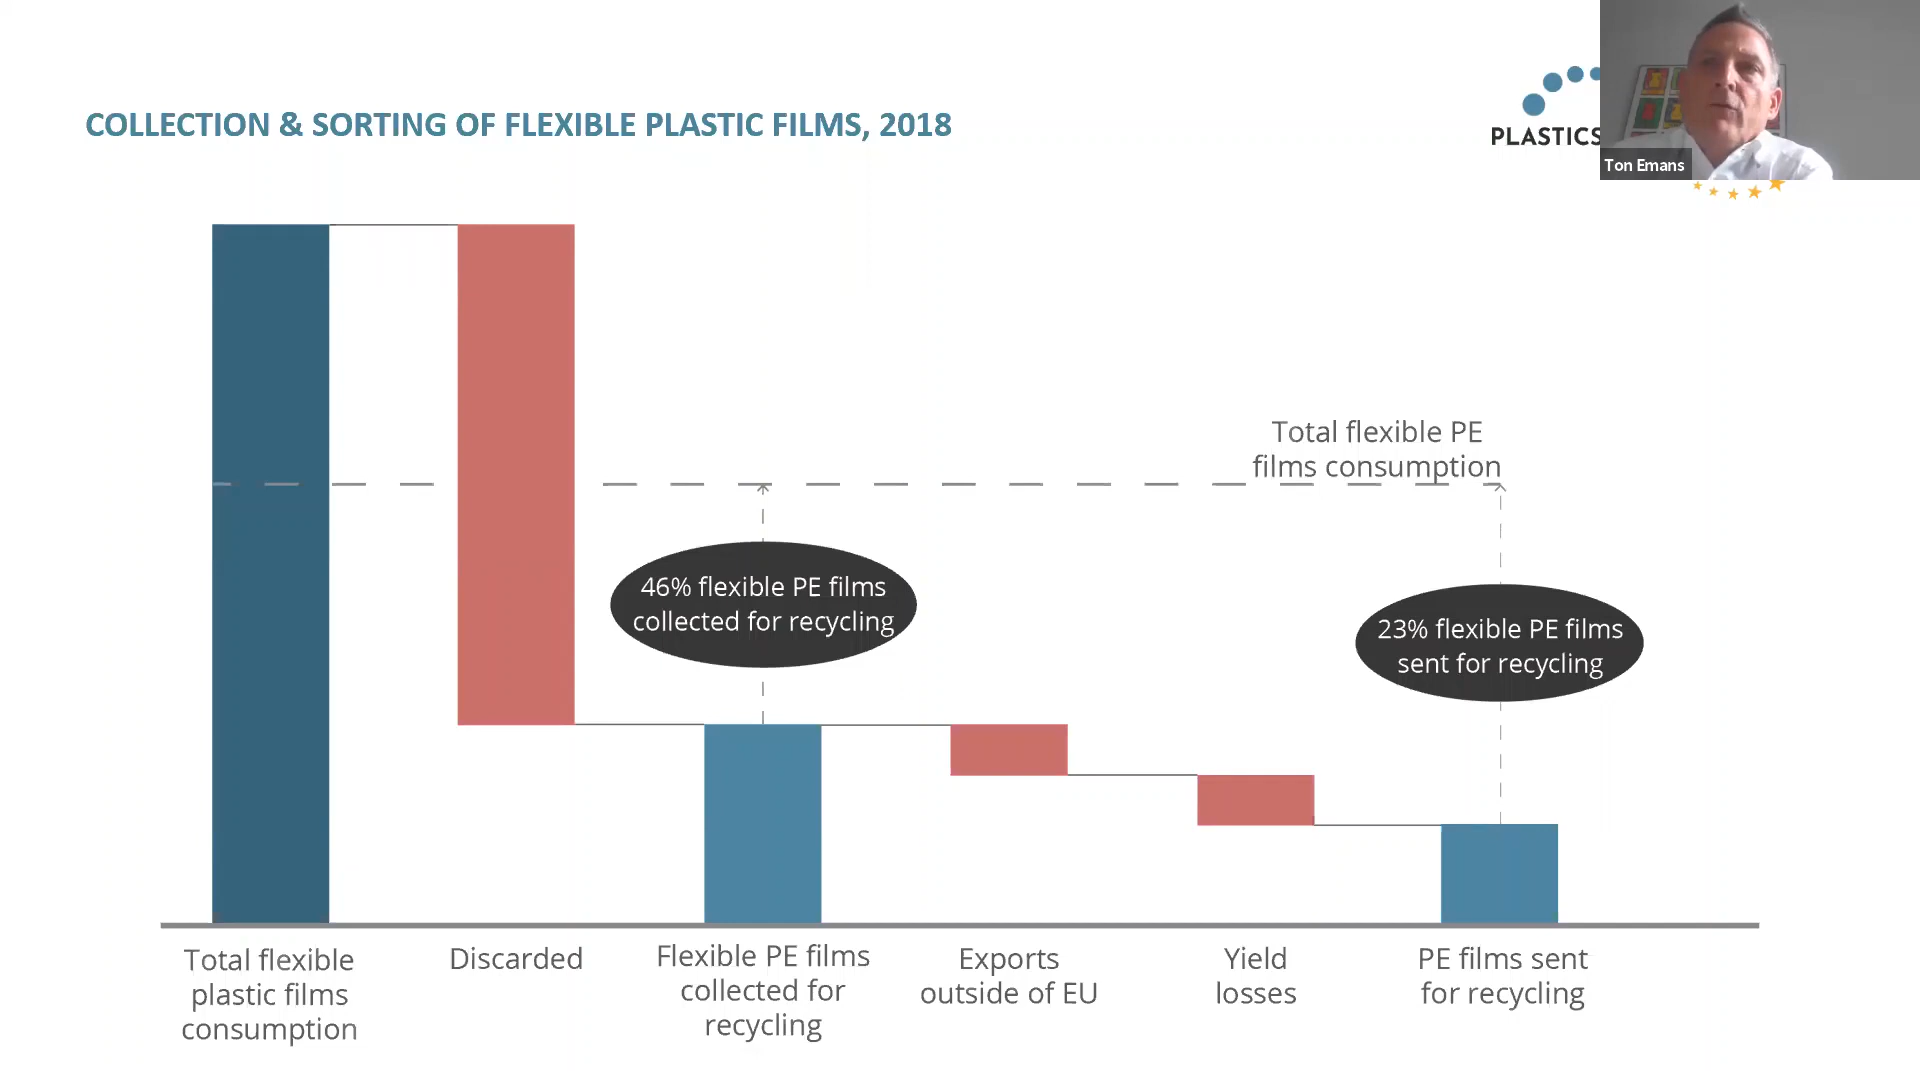 COLLECTION & SORTING OF FLEXIBLE PLASTIC FILMS, 2018
PLASTICS
Ton Emans
Total flexible PE
films consumption
46% flexible PE films
collected for recycling
23% flexible PE films
sent for recycling
Total flexible
plastic films
consumption
Discarded
Flexible PE films
collected for
recycling
Exports
outside of EU
Yield
losses
PE films sent
for recycling